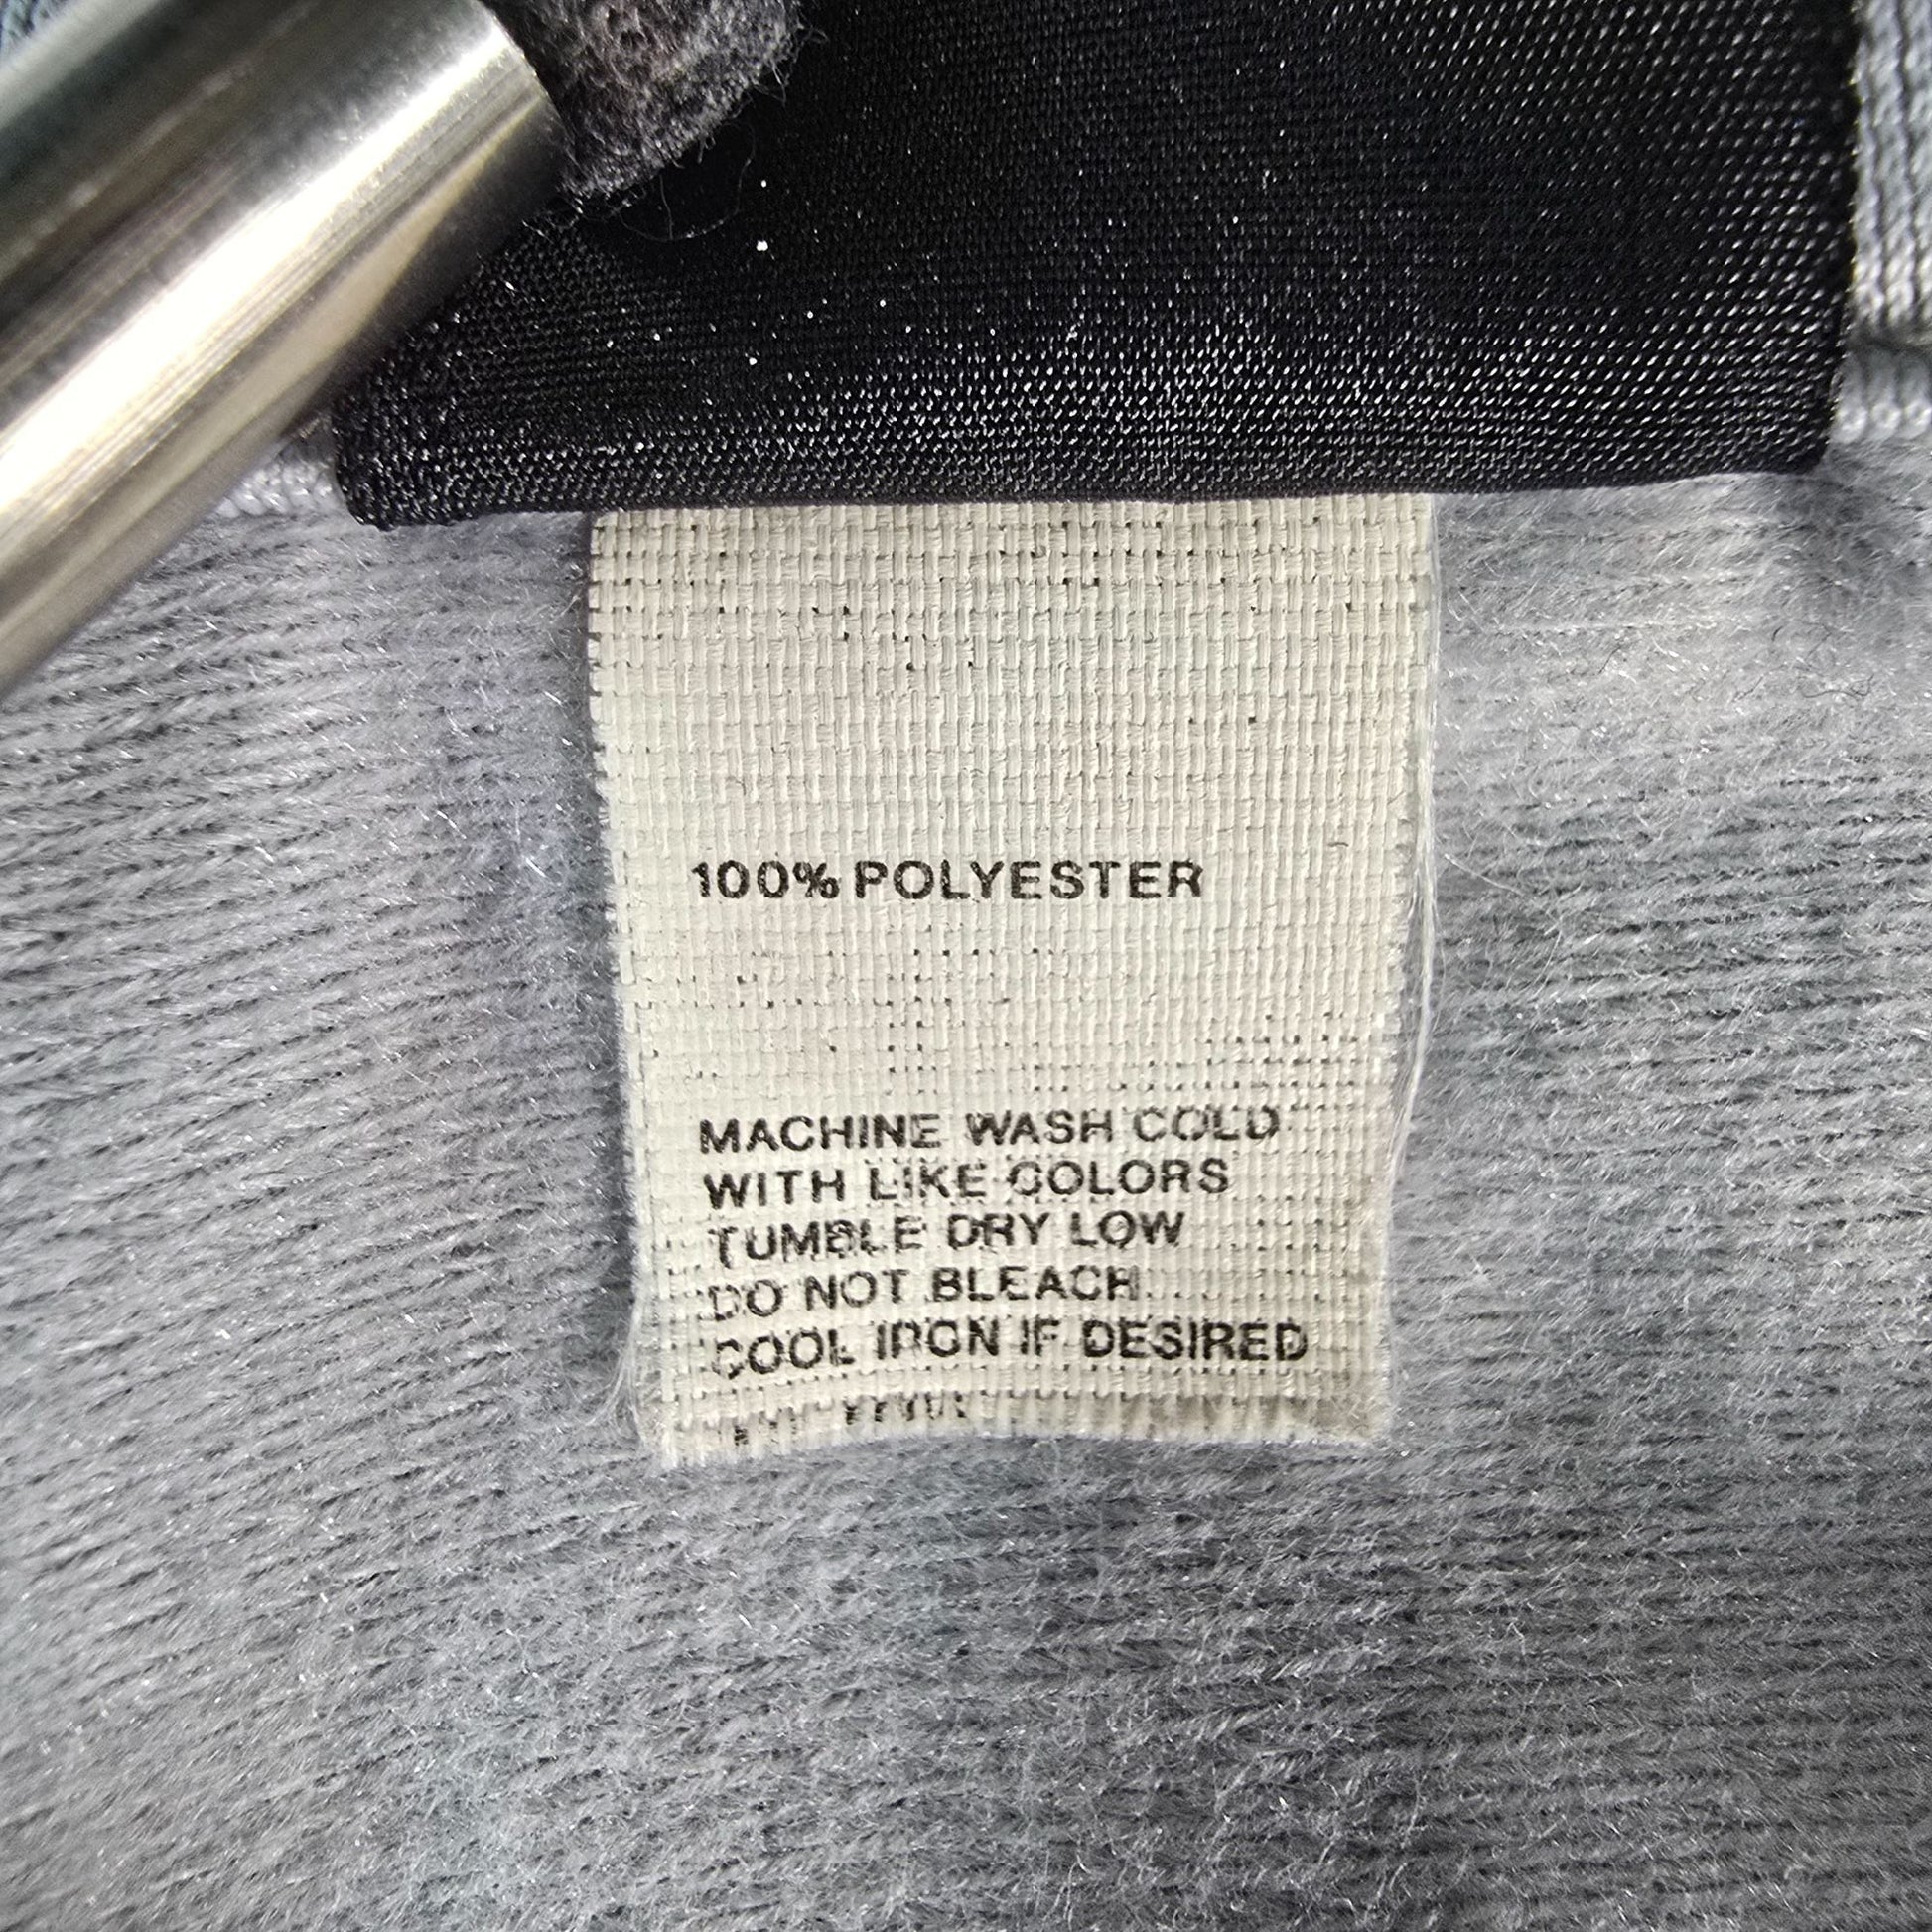 100% POLYESTER
MACHINE WASH COLD
WITH LIKE COLORS
TUMBLE DRY LOW
DO NOT BLEACH
COOL IRON IF DESIRED